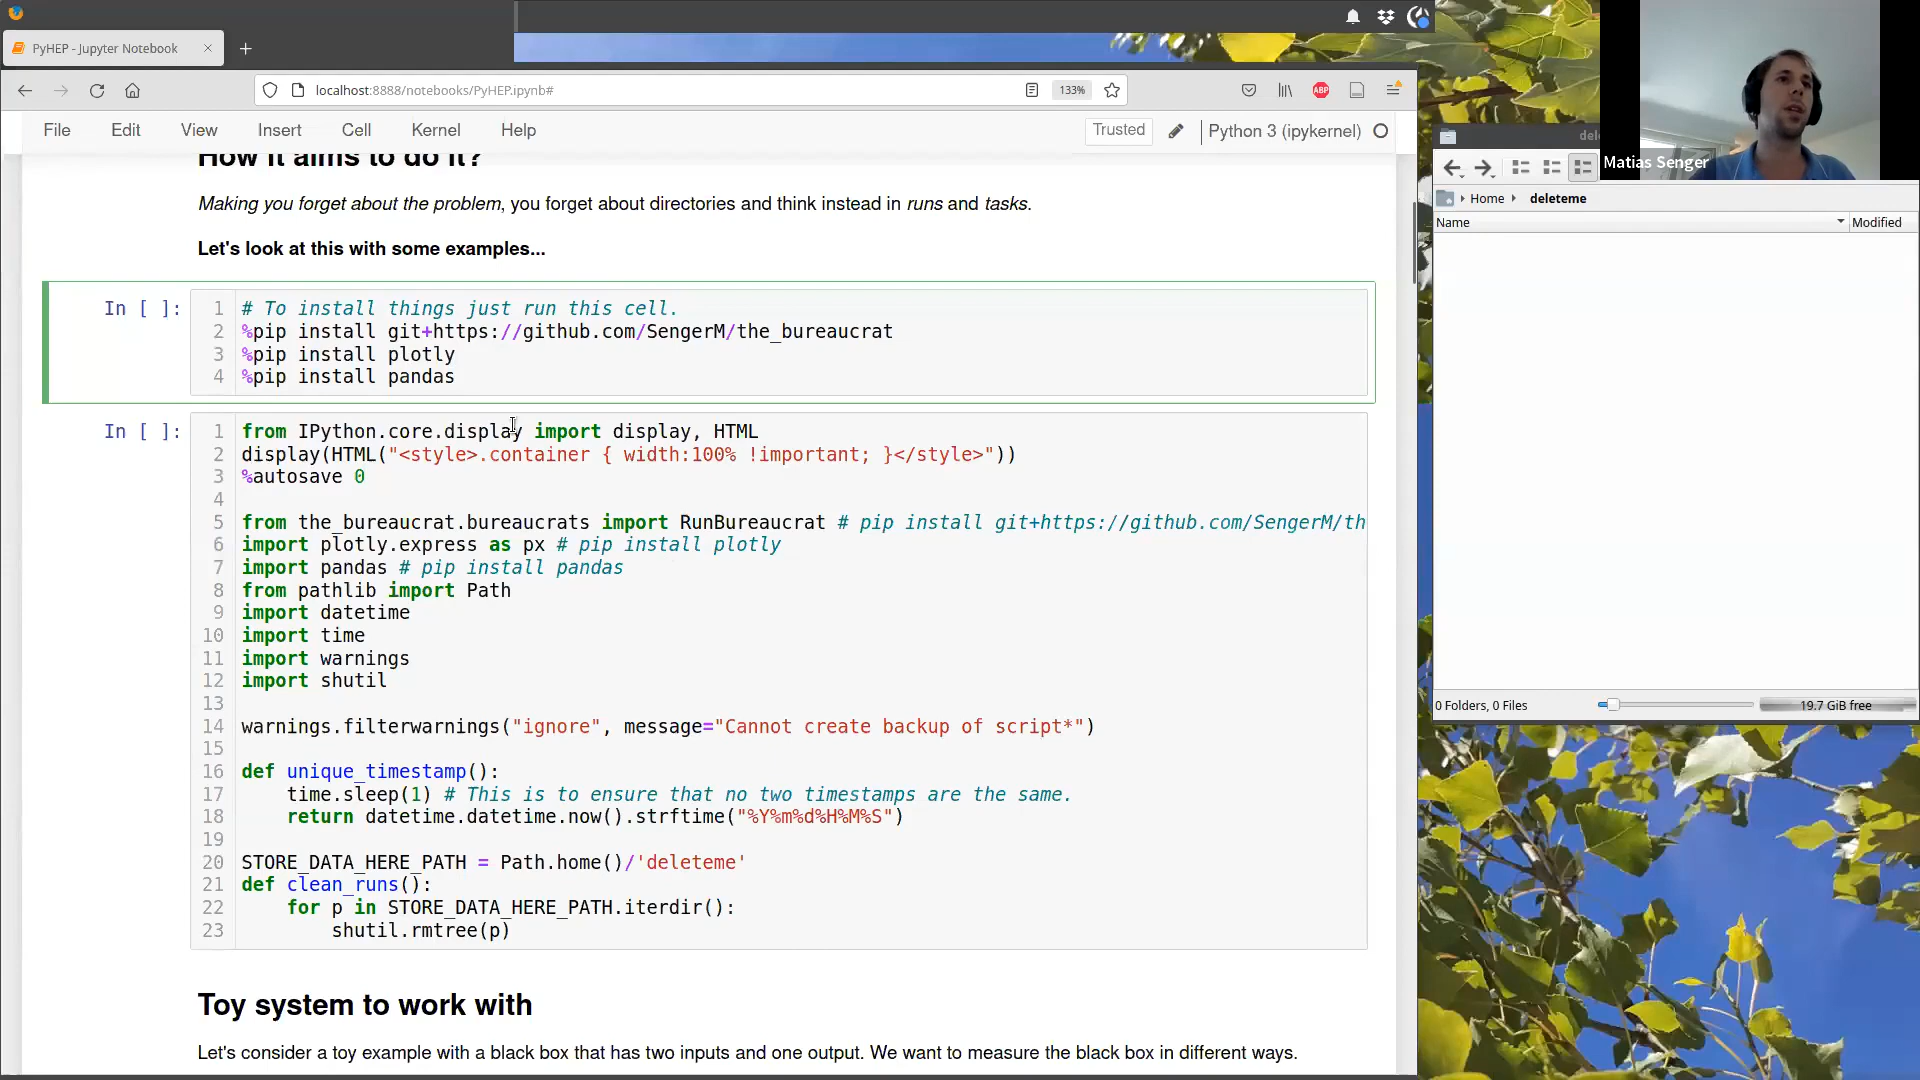 PyHEP - Jupyter Notebook
localhost:8888/notebooks/PyHEP.ipynb#
133%
ABP
File Edit View Insert Cell Kernel Help
Trusted
Python 3 (ipykernel)
How it aims to do it?
Making you forget about the problem, you forget about directories and think instead in runs and tasks.
Let's look at this with some examples...
In [ ]:
1 # To install things just run this cell.
2 %pip install git+https://github.com/SengerM/the_bureaucrat
3 %pip install plotly
4 %pip install pandas
In [ ]:
1 from IPython.core.display import display, HTML
2 display(HTML("<style>.container { width:100% !important; }</style>"))
3 %autosave 0
4
5 from the_bureaucrat.bureaucrats import RunBureaucrat # pip install git+https://github.com/SengerM/th
6 import plotly.express as px # pip install plotly
7 import pandas # pip install pandas
8 from pathlib import Path
9 import datetime
10 import time
11 import warnings
12 import shutil
13
14 warnings.filterwarnings("ignore", message="Cannot create backup of script*")
15
16 def unique_timestamp():
17     time.sleep(1) # This is to ensure that no two timestamps are the same.
18     return datetime.datetime.now().strftime("%Y%m%d%H%M%S")
19
20 STORE_DATA_HERE_PATH = Path.home()/'deleteme'
21 def clean_runs():
22     for p in STORE_DATA_HERE_PATH.iterdir():
23         shutil.rmtree(p)
Toy system to work with
Let's consider a toy example with a black box that has two inputs and one output. We want to measure the black box in different ways.
Matias Senger
Home deleteme
Name Modified
0 Folders, 0 Files
19.7 GiB free